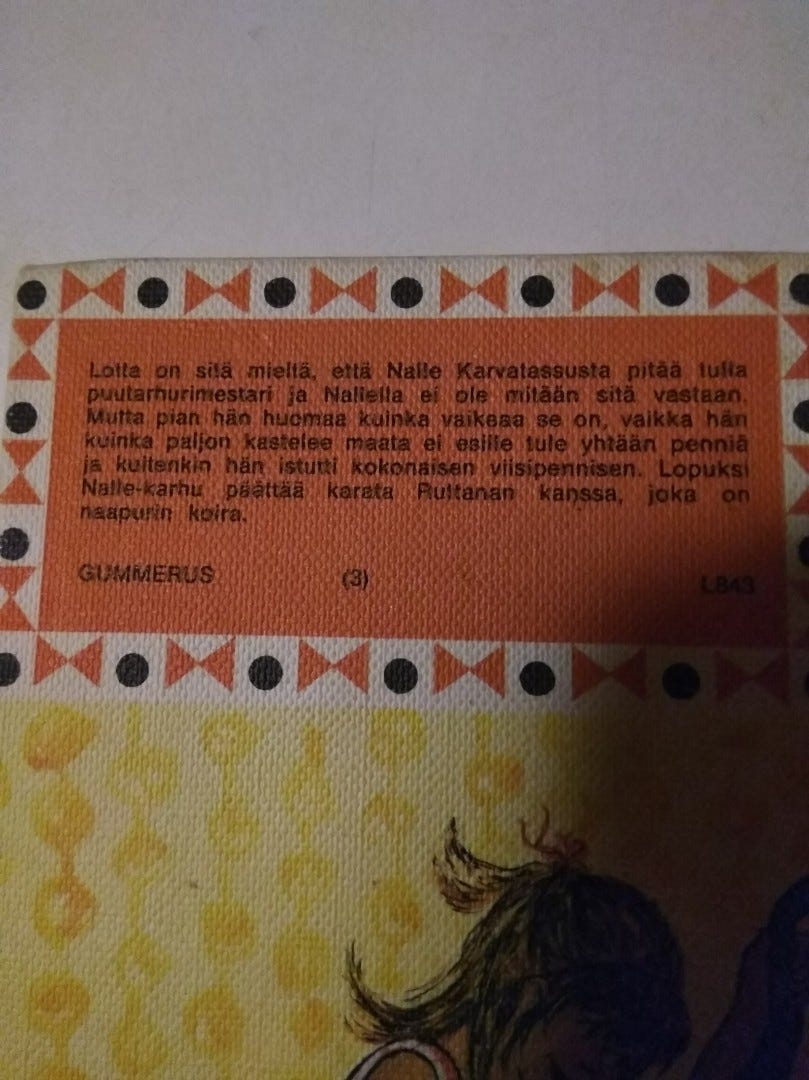 Lotta on sitä mieltä, että Nalle Karvatassusta pitää tulla
puutarhurimestari ja Nallella ei ole mitään sitä vastaan.
Mutta pian hän huomaa kuinka vaikeaa se on, vaikka hän
kuinka paljon kastelee maata ei esille tule yhtään penniä
ja kuitenkin hän istutti kokonaisen viisipennisen. Lopuksi
Nalle-karhu päättää karata Ruttanan kanssa, joka on
naapurin koira.
GUMMERUS (3) L843